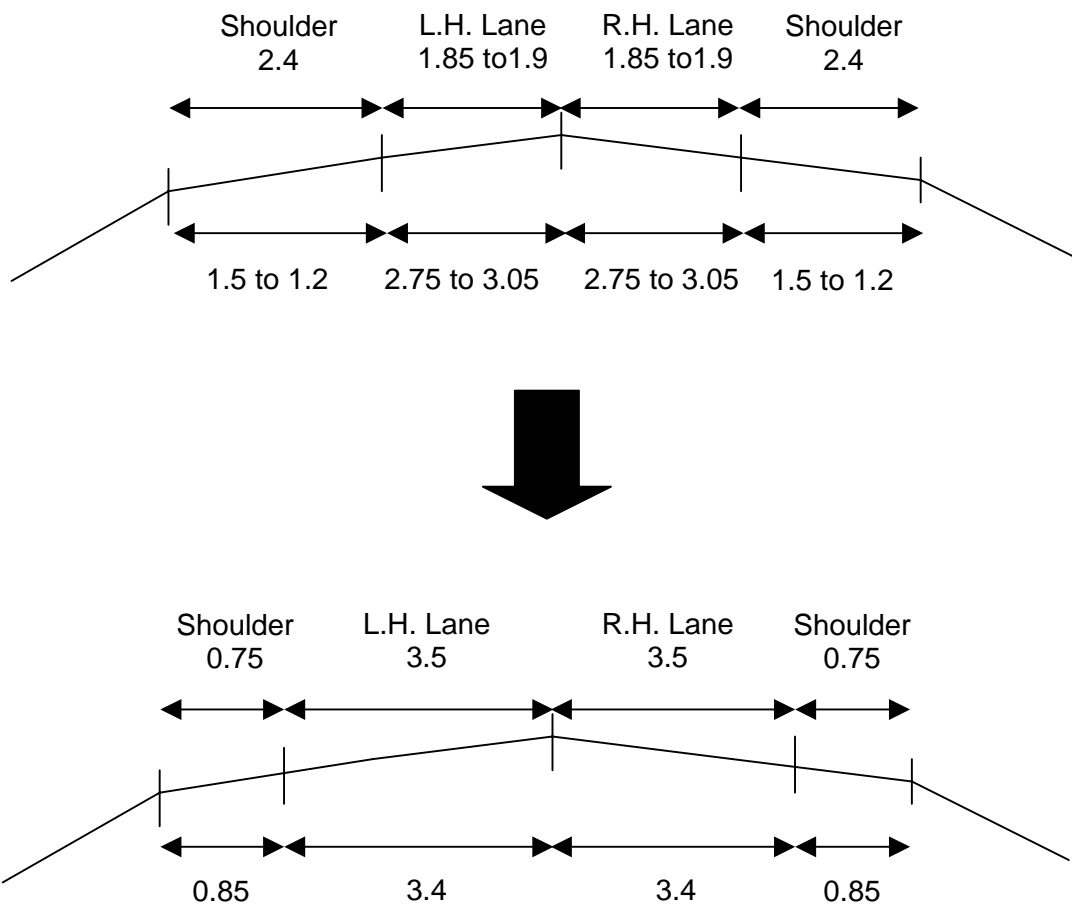 Shoulder L.H. Lane R.H. Lane Shoulder
2.4 1.85 to1.9 1.85 to1.9 2.4
1.5 to 1.2 2.75 to 3.05 2.75 to 3.05 1.5 to 1.2
Shoulder L.H. Lane R.H. Lane Shoulder
0.75 3.5 3.5 0.75
0.85 3.4 3.4 0.85